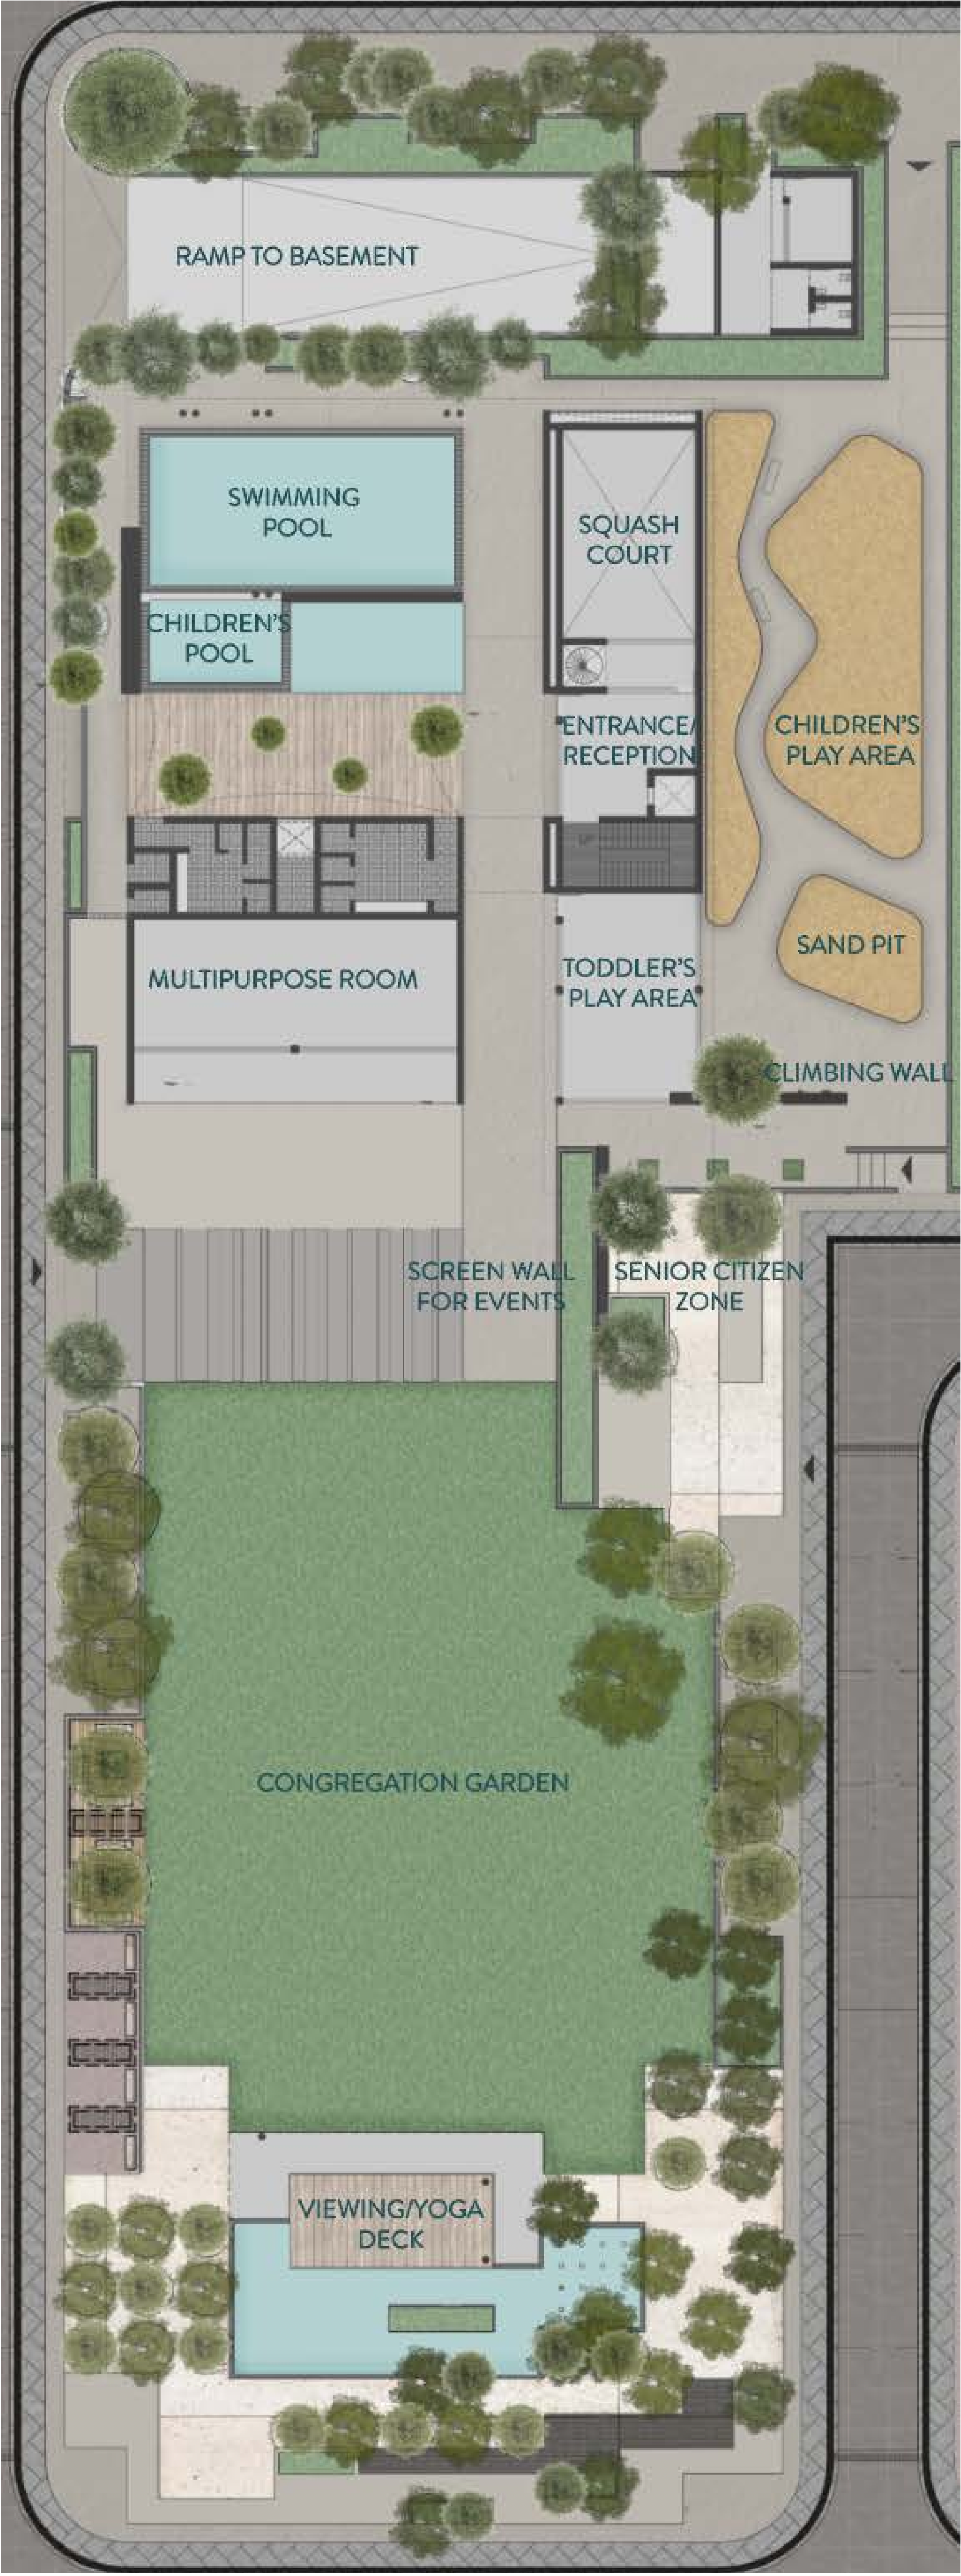 RAMP TO BASEMENT
SWIMMING
POOL
SQUASH
COURT
CHILDREN'S
POOL
ENTRANCE/
RECEPTION
CHILDREN'S
PLAY AREA
UP
SAND PIT
MULTIPURPOSE ROOM
TODDLER'S
PLAY AREA
CLIMBING WALL
SCREEN WALL
FOR EVENTS
SENIOR CITIZEN
ZONE
CONGREGATION GARDEN
VIEWING/YOGA
DECK